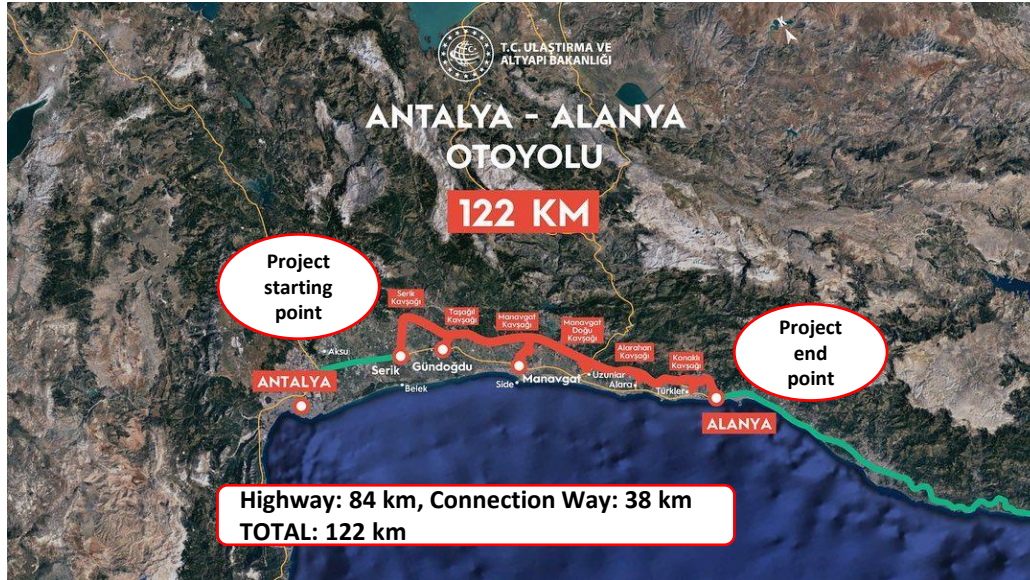 T.C. ULAŞTIRMA VE
ALTYAPI BAKANLIĞI
ANTALYA - ALANYA
OTOYOLU
122 KM
Project
starting
point
Serik
Kavşağı
Taşağıl
Kavşağı
Manavgat
Kavşağı
Manavgat
Doğu
Kavşağı
Alarahan
Kavşağı
Konaklı
Kavşağı
Project
end
point
Aksu
ANTALYA
Serik
Gündoğdu
Belek
Side
Manavgat
Uzunlar
Alara
Türkler
ALANYA
Highway: 84 km, Connection Way: 38 km
TOTAL: 122 km